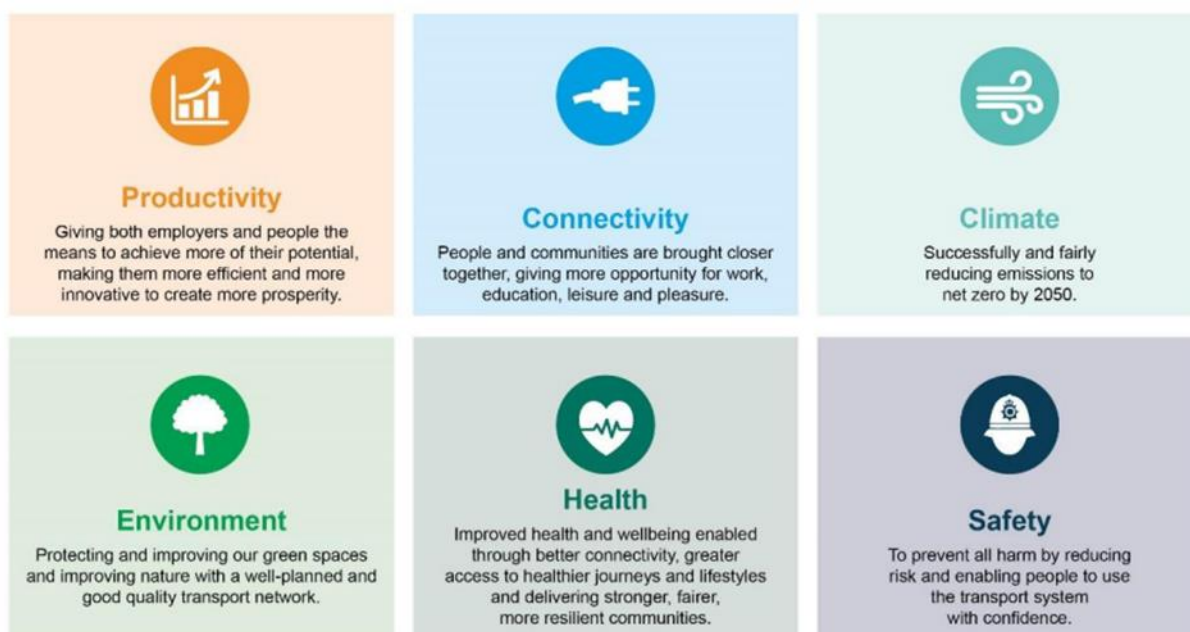 Productivity
Giving both employers and people the
means to achieve more of their potential,
making them more efficient and more
innovative to create more prosperity.
Connectivity
People and communities are brought closer
together, giving more opportunity for work,
education, leisure and pleasure.
Climate
Successfully and fairly
reducing emissions to
net zero by 2050.
Environment
Protecting and improving our green spaces
and improving nature with a well-planned and
good quality transport network.
Health
Improved health and wellbeing enabled
through better connectivity, greater
access to healthier journeys and lifestyles
and delivering stronger, fairer,
more resilient communities.
Safety
To prevent all harm by reducing
risk and enabling people to use
the transport system
with confidence.